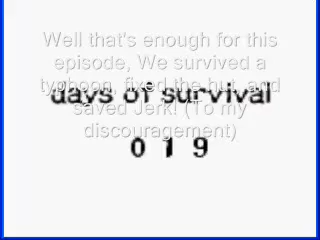 Well that's enough for this
episode, We survived a
typhoon, fixed the hut, and
days of survival
saved Jerk! (To my
discouragement)
0 1 9